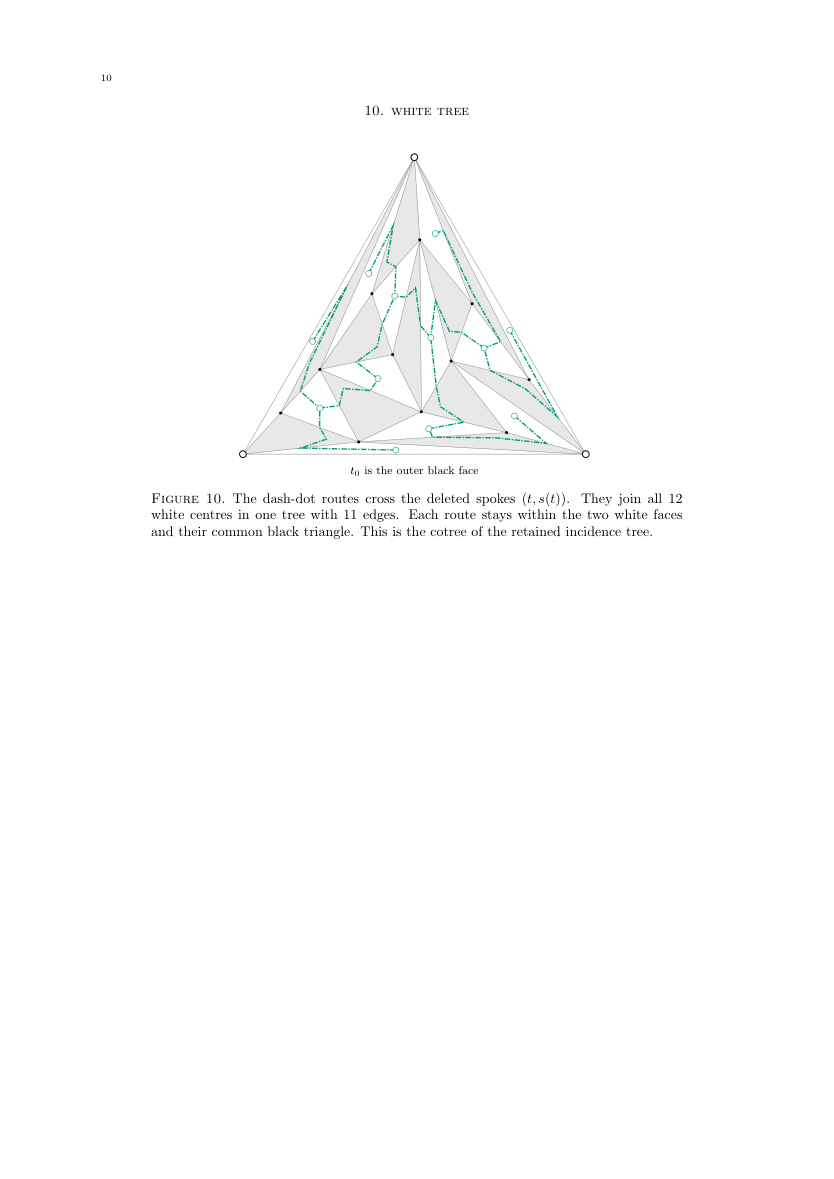 10
10. WHITE TREE
t₀ is the outer black face
FIGURE 10. The dash-dot routes cross the deleted spokes (t, s(t)). They join all 12
white centres in one tree with 11 edges. Each route stays within the two white faces
and their common black triangle. This is the cotree of the retained incidence tree.